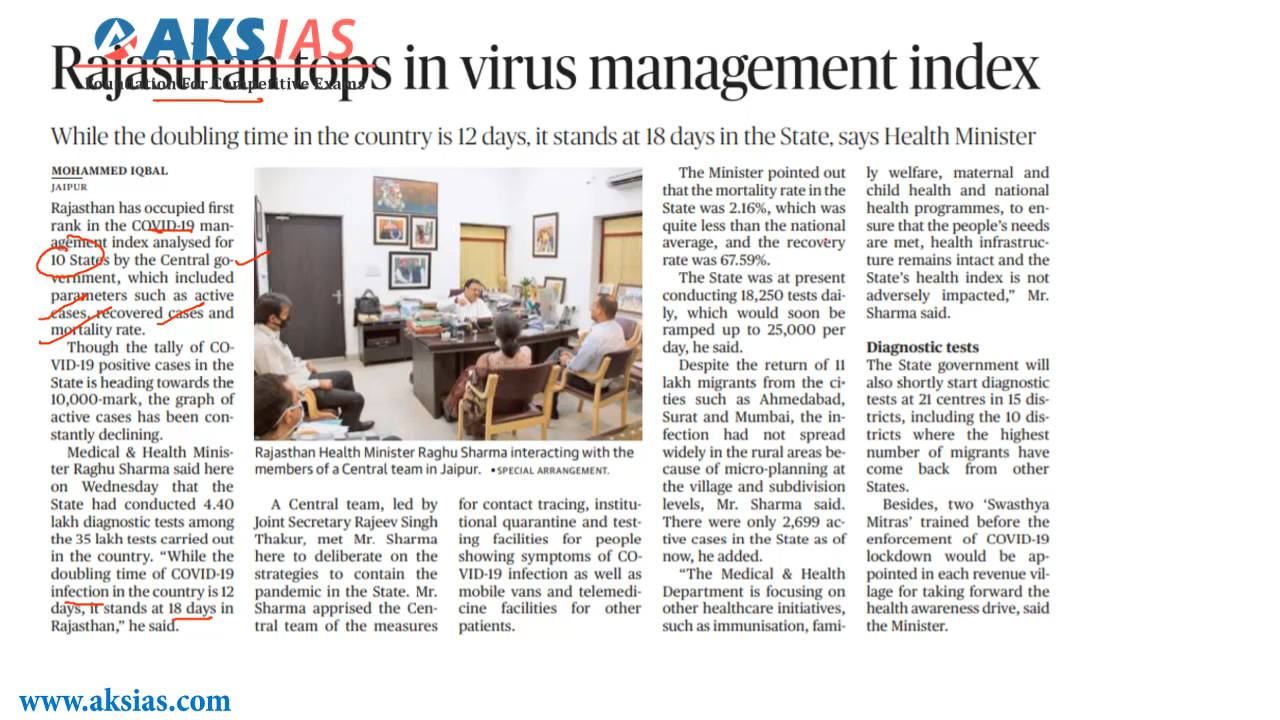 AKS IAS
Rajasthan tops in virus management index
Foundation For Competitive Exams
While the doubling time in the country is 12 days, it stands at 18 days in the State, says Health Minister
MOHAMMED IQBAL
JAIPUR
Rajasthan has occupied first
rank in the COVID-19 man-
agement index analysed for
10 States by the Central go-
vernment, which included
parameters such as active
cases, recovered cases and
mortality rate.
Though the tally of CO-
VID-19 positive cases in the
State is heading towards the
10,000-mark, the graph of
active cases has been con-
stantly declining.
Medical & Health Minis-
ter Raghu Sharma said here
on Wednesday that the
State had conducted 4.40
lakh diagnostic tests among
the 35 lakh tests carried out
in the country. “While the
doubling time of COVID-19
infection in the country is 12
days, it stands at 18 days in
Rajasthan,” he said.
Rajasthan Health Minister Raghu Sharma interacting with the
members of a Central team in Jaipur. •SPECIAL ARRANGEMENT.
A Central team, led by
Joint Secretary Rajeev Singh
Thakur, met Mr. Sharma
here to deliberate on the
strategies to contain the
pandemic in the State. Mr.
Sharma apprised the Cen-
tral team of the measures
for contact tracing, institu-
tional quarantine and test-
ing facilities for people
showing symptoms of CO-
VID-19 infection as well as
mobile vans and telemedi-
cine facilities for other
patients.
The Minister pointed out
that the mortality rate in the
State was 2.16%, which was
quite less than the national
average, and the recovery
rate was 67.59%.
The State was at present
conducting 18,250 tests dai-
ly, which would soon be
ramped up to 25,000 per
day, he said.
Despite the return of 11
lakh migrants from the ci-
ties such as Ahmedabad,
Surat and Mumbai, the in-
fection had not spread
widely in the rural areas be-
cause of micro-planning at
the village and subdivision
levels, Mr. Sharma said.
There were only 2,699 ac-
tive cases in the State as of
now, he added.
“The Medical & Health
Department is focusing on
other healthcare initiatives,
such as immunisation, fami-
ly welfare, maternal and
child health and national
health programmes, to en-
sure that the people’s needs
are met, health infrastruc-
ture remains intact and the
State’s health index is not
adversely impacted,” Mr.
Sharma said.
Diagnostic tests
The State government will
also shortly start diagnostic
tests at 21 centres in 15 dis-
tricts, including the 10 dis-
tricts where the highest
number of migrants have
come back from other
States.
Besides, two ‘Swasthya
Mitras’ trained before the
enforcement of COVID-19
lockdown would be ap-
pointed in each revenue vil-
lage for taking forward the
health awareness drive, said
the Minister.
www.aksias.com